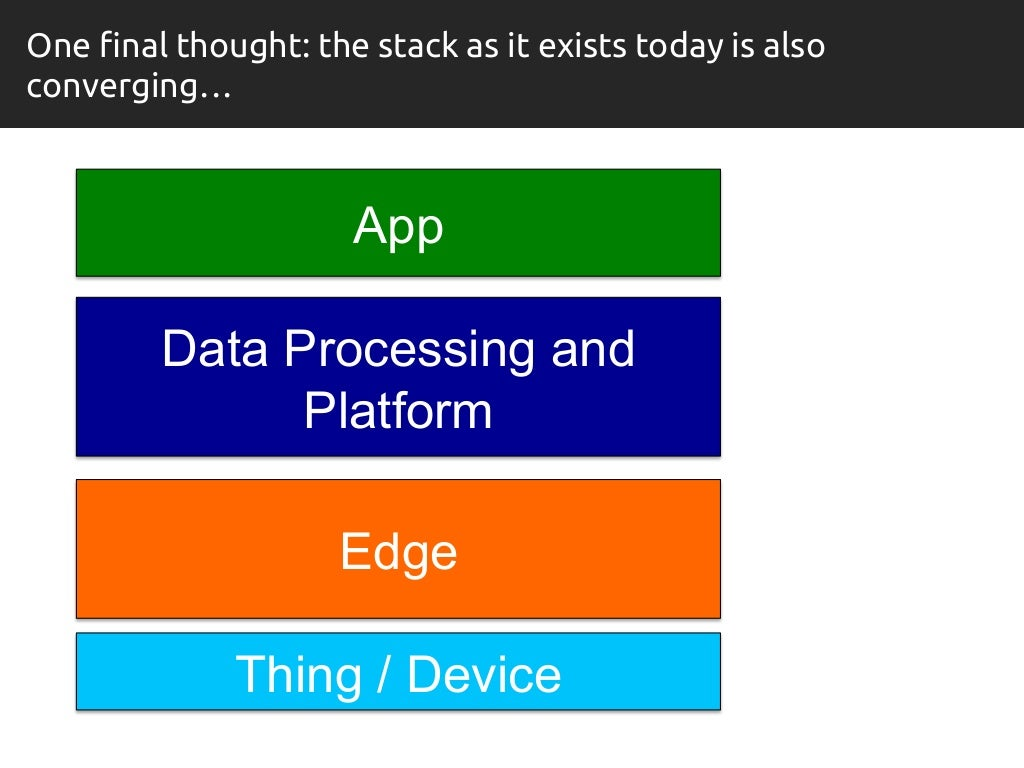 One final thought: the stack as it exists today is also
converging…
App
Data Processing and
Platform
Edge
Thing / Device